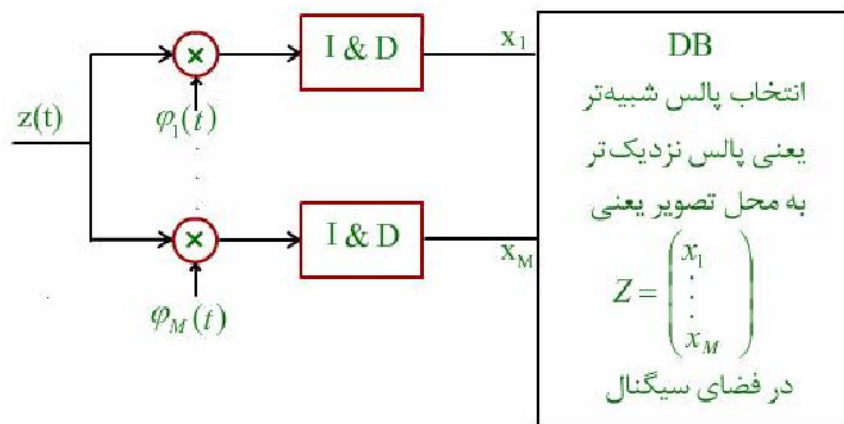 z(t)
×
φ₁(t)
I & D
x₁
×
φ_M(t)
I & D
x_M
DB
انتخاب پالس شبیه‌تر
یعنی پالس نزدیک‌تر
به محل تصویر یعنی
Z = (x₁
.
.
x_M)
در فضای سیگنال